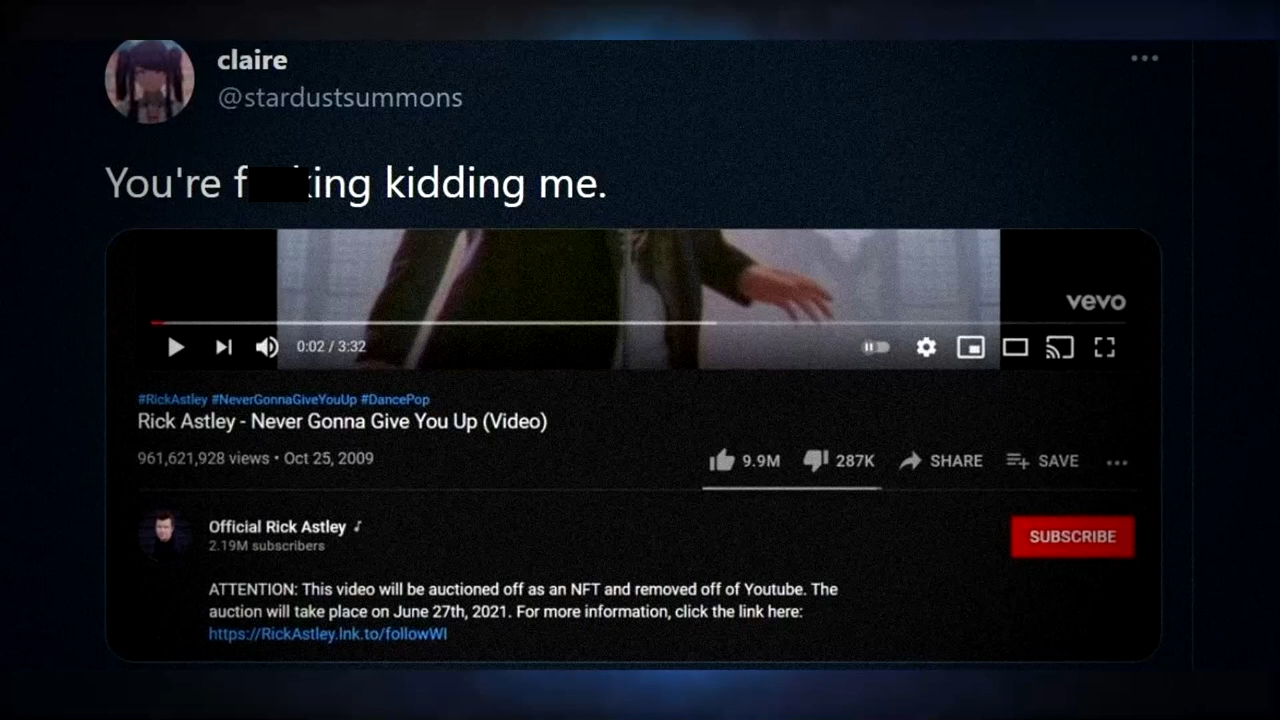 claire
@stardustsummons
You're f king kidding me.
vevo
0:02 / 3:32
#RickAstley #NeverGonnaGiveYouUp #DancePop
Rick Astley - Never Gonna Give You Up (Video)
961,621,928 views • Oct 25, 2009
9.9M 287K SHARE SAVE
Official Rick Astley
2.19M subscribers
SUBSCRIBE
ATTENTION: This video will be auctioned off as an NFT and removed off of Youtube. The
auction will take place on June 27th, 2021. For more information, click the link here:
https://RickAstley.lnk.to/followWI